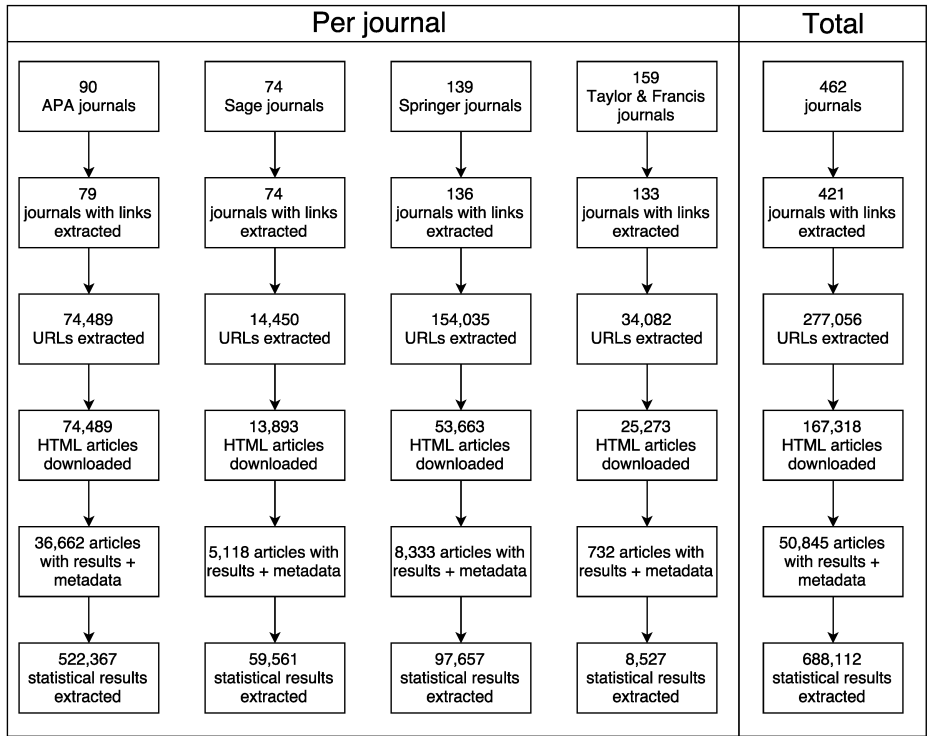 Per journal
Total
90
APA journals
74
Sage journals
139
Springer journals
159
Taylor & Francis
journals
462
journals
79
journals with links
extracted
74
journals with links
extracted
136
journals with links
extracted
133
journals with links
extracted
421
journals with links
extracted
74,489
URLs extracted
14,450
URLs extracted
154,035
URLs extracted
34,082
URLs extracted
277,056
URLs extracted
74,489
HTML articles
downloaded
13,893
HTML articles
downloaded
53,663
HTML articles
downloaded
25,273
HTML articles
downloaded
167,318
HTML articles
downloaded
36,662 articles
with results +
metadata
5,118 articles with
results + metadata
8,333 articles with
results + metadata
732 articles with
results + metadata
50,845 articles
with results +
metadata
522,367
statistical results
extracted
59,561
statistical results
extracted
97,657
statistical results
extracted
8,527
statistical results
extracted
688,112
statistical results
extracted